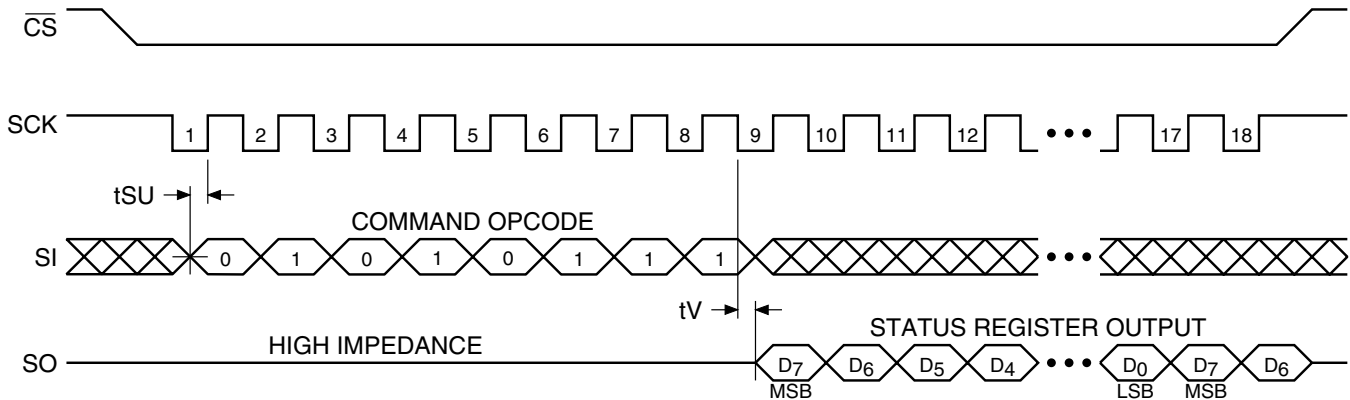 CS
SCK 1 2 3 4 5 6 7 8 9 10 11 12 17 18
tSU
COMMAND OPCODE
SI 0 1 0 1 0 1 1 1
tV
HIGH IMPEDANCE
STATUS REGISTER OUTPUT
SO D7 D6 D5 D4 D0 D7 D6
MSB LSB MSB